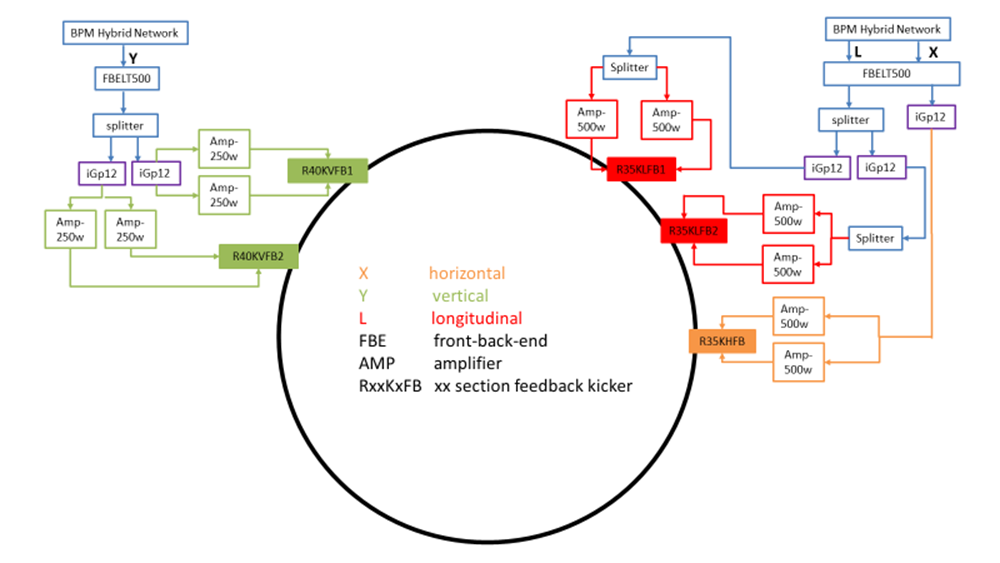 BPM Hybrid Network
Y
FBELT500
splitter
iGp12
iGp12
Amp-
250w
Amp-
250w
Amp-
250w
Amp-
250w
R40KVFB1
R40KVFB2
Splitter
Amp-
500w
Amp-
500w
R35KLFB1
BPM Hybrid Network
L
X
FBELT500
splitter
iGp12
iGp12
iGp12
Amp-
500w
R35KLFB2
Splitter
Amp-
500w
Amp-
500w
R35KHFB
Amp-
500w
X horizontal
Y vertical
L longitudinal
FBE front-back-end
AMP amplifier
RxxKxFB xx section feedback kicker